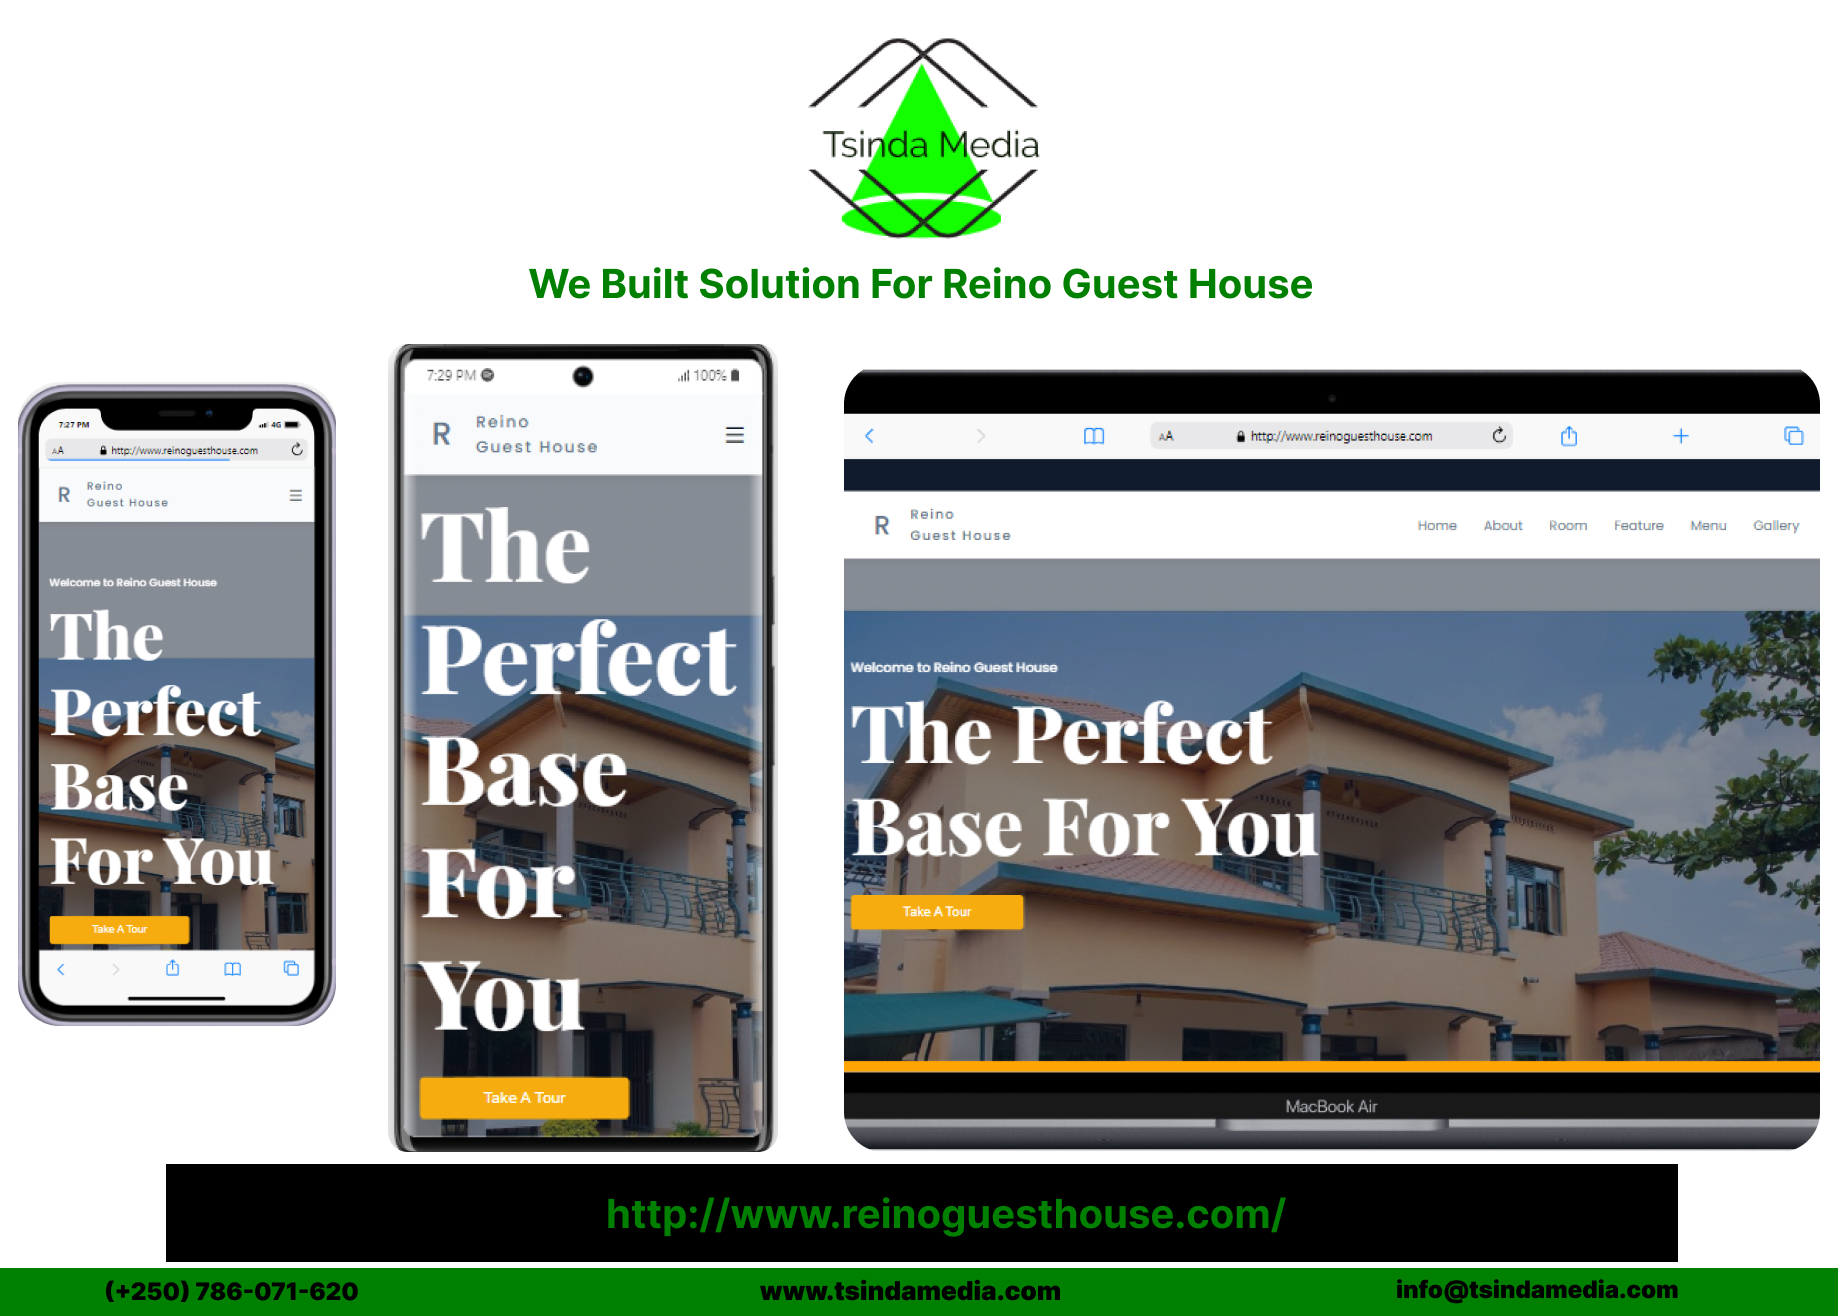 Tsinda Media
We Built Solution For Reino Guest House
7:27 PM
4G
AA http://www.reinoguesthouse.com
R Reino
Guest House
Welcome to Reino Guest House
The
Perfect
Base
For You
Take A Tour
7:29 PM
100%
R Reino
Guest House
The
Perfect
Base
For
You
Take A Tour
AA http://www.reinoguesthouse.com
R Reino
Guest House
Home About Room Feature Menu Gallery
Welcome to Reino Guest House
The Perfect
Base For You
Take A Tour
MacBook Air
http://www.reinoguesthouse.com/
(+250) 786-071-620 www.tsindamedia.com info@tsindamedia.com